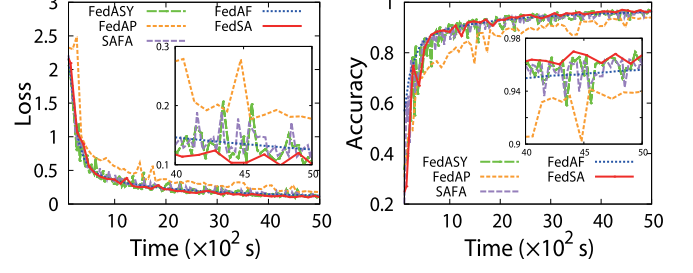 3
2.5
2
1.5
1
0.5
0
Loss
FedASY
FedAP
SAFA
FedAF
FedSA
0.3
0.2
0.1
40
45
50
10
20
30
40
50
Time (×10² s)
1
0.8
0.6
0.4
0.2
Accuracy
0.98
0.94
0.9
40
45
50
FedASY
FedAP
SAFA
FedAF
FedSA
10
20
30
40
50
Time (×10² s)